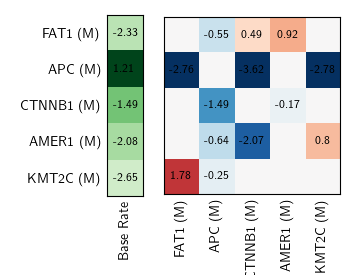 FAT1 (M) -2.33 -0.55 0.49 0.92
APC (M) 1.21 -2.76 -3.62 -2.78
CTNNB1 (M) -1.49 -1.49 -0.17
AMER1 (M) -2.08 -0.64 -2.07 0.8
KMT2C (M) -2.65 1.78 -0.25
Base Rate
FAT1 (M)
APC (M)
CTNNB1 (M)
AMER1 (M)
KMT2C (M)